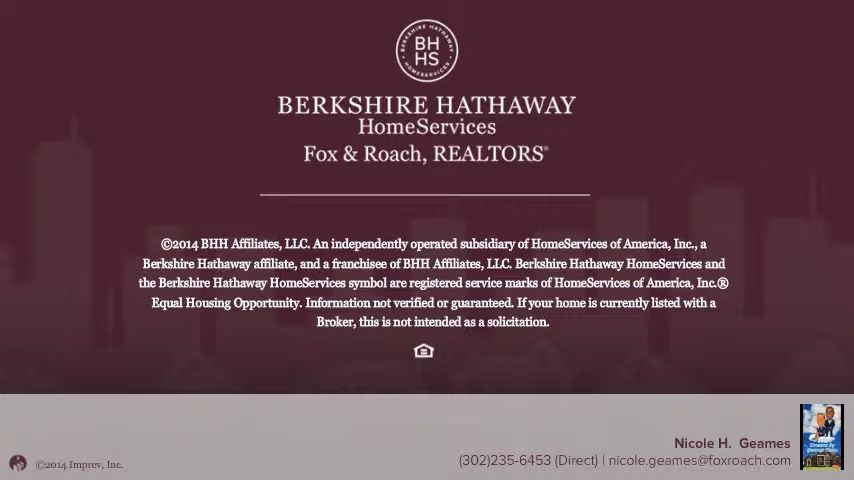 BERKSHIRE HATHAWAY
HOMESERVICES
BH
HS
BERKSHIRE HATHAWAY
HomeServices
Fox & Roach, REALTORS®
©2014 BHH Affiliates, LLC. An independently operated subsidiary of HomeServices of America, Inc., a
Berkshire Hathaway affiliate, and a franchisee of BHH Affiliates, LLC. Berkshire Hathaway HomeServices and
the Berkshire Hathaway HomeServices symbol are registered service marks of HomeServices of America, Inc.®
Equal Housing Opportunity. Information not verified or guaranteed. If your home is currently listed with a
Broker, this is not intended as a solicitation.
Nicole H. Geames
(302)235-6453 (Direct) | nicole.geames@foxroach.com
©2014 Imprev, Inc.